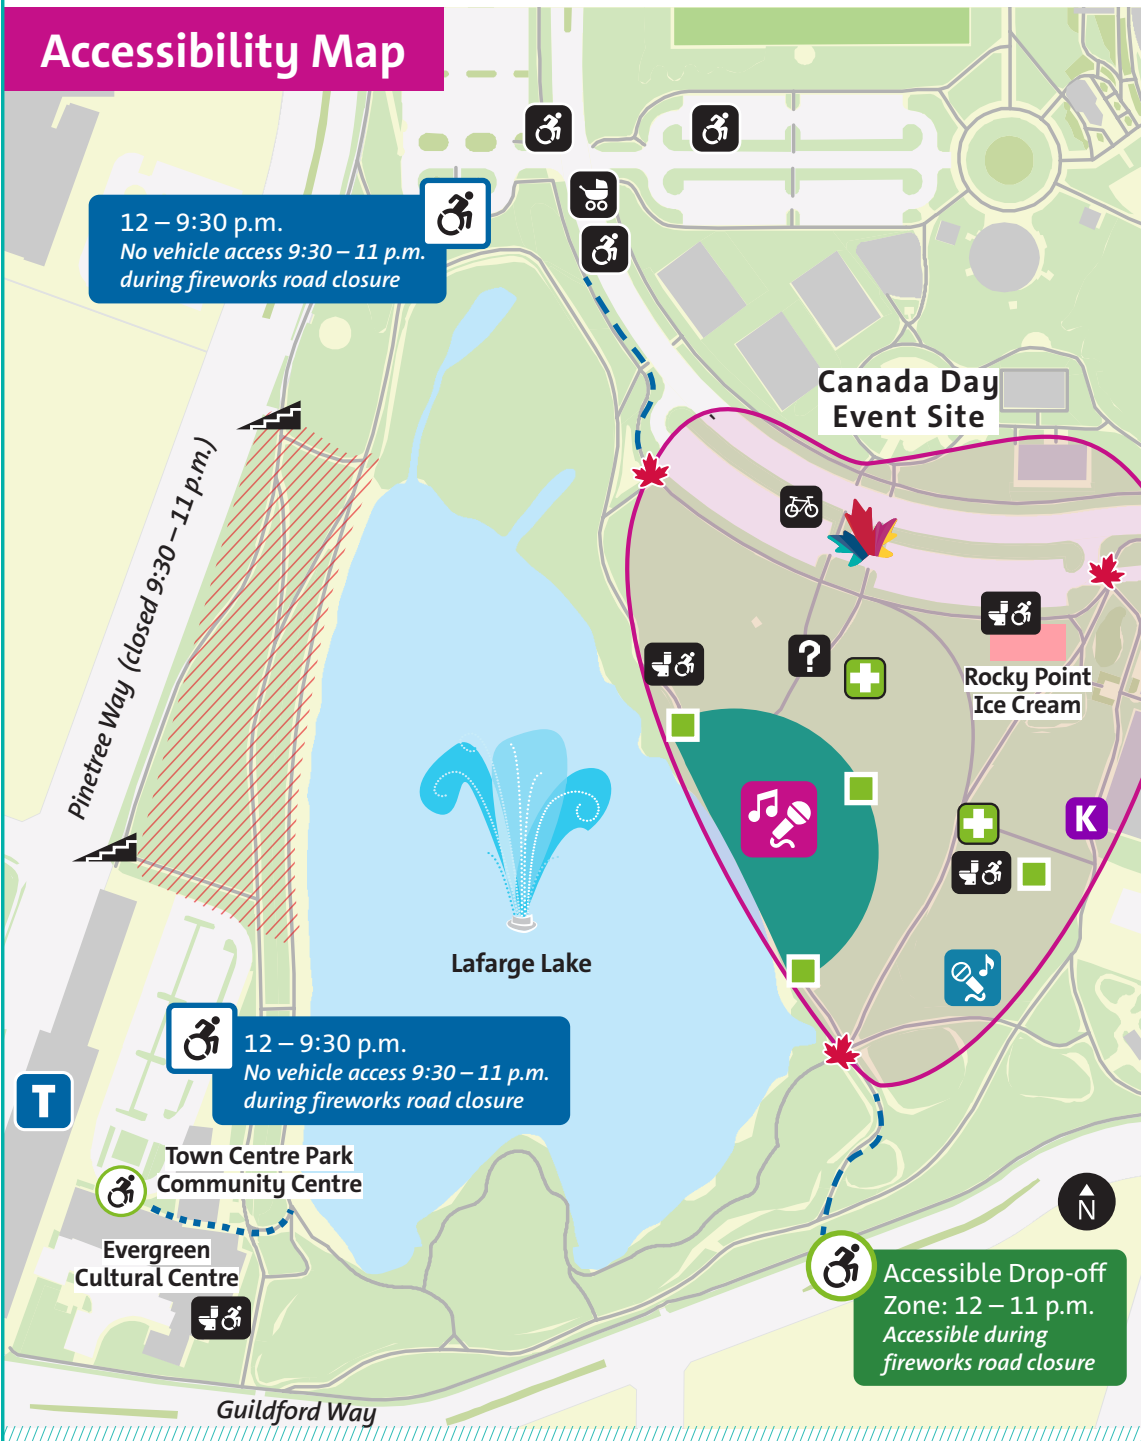 Accessibility Map
12 – 9:30 p.m.
No vehicle access 9:30 – 11 p.m.
during fireworks road closure
Canada Day
Event Site
Pinetree Way (closed 9:30 – 11 p.m.)
?
Rocky Point
Ice Cream
K
Lafarge Lake
12 – 9:30 p.m.
No vehicle access 9:30 – 11 p.m.
during fireworks road closure
T
Town Centre Park
Community Centre
N
Evergreen
Cultural Centre
Accessible Drop-off
Zone: 12 – 11 p.m.
Accessible during
fireworks road closure
Guildford Way